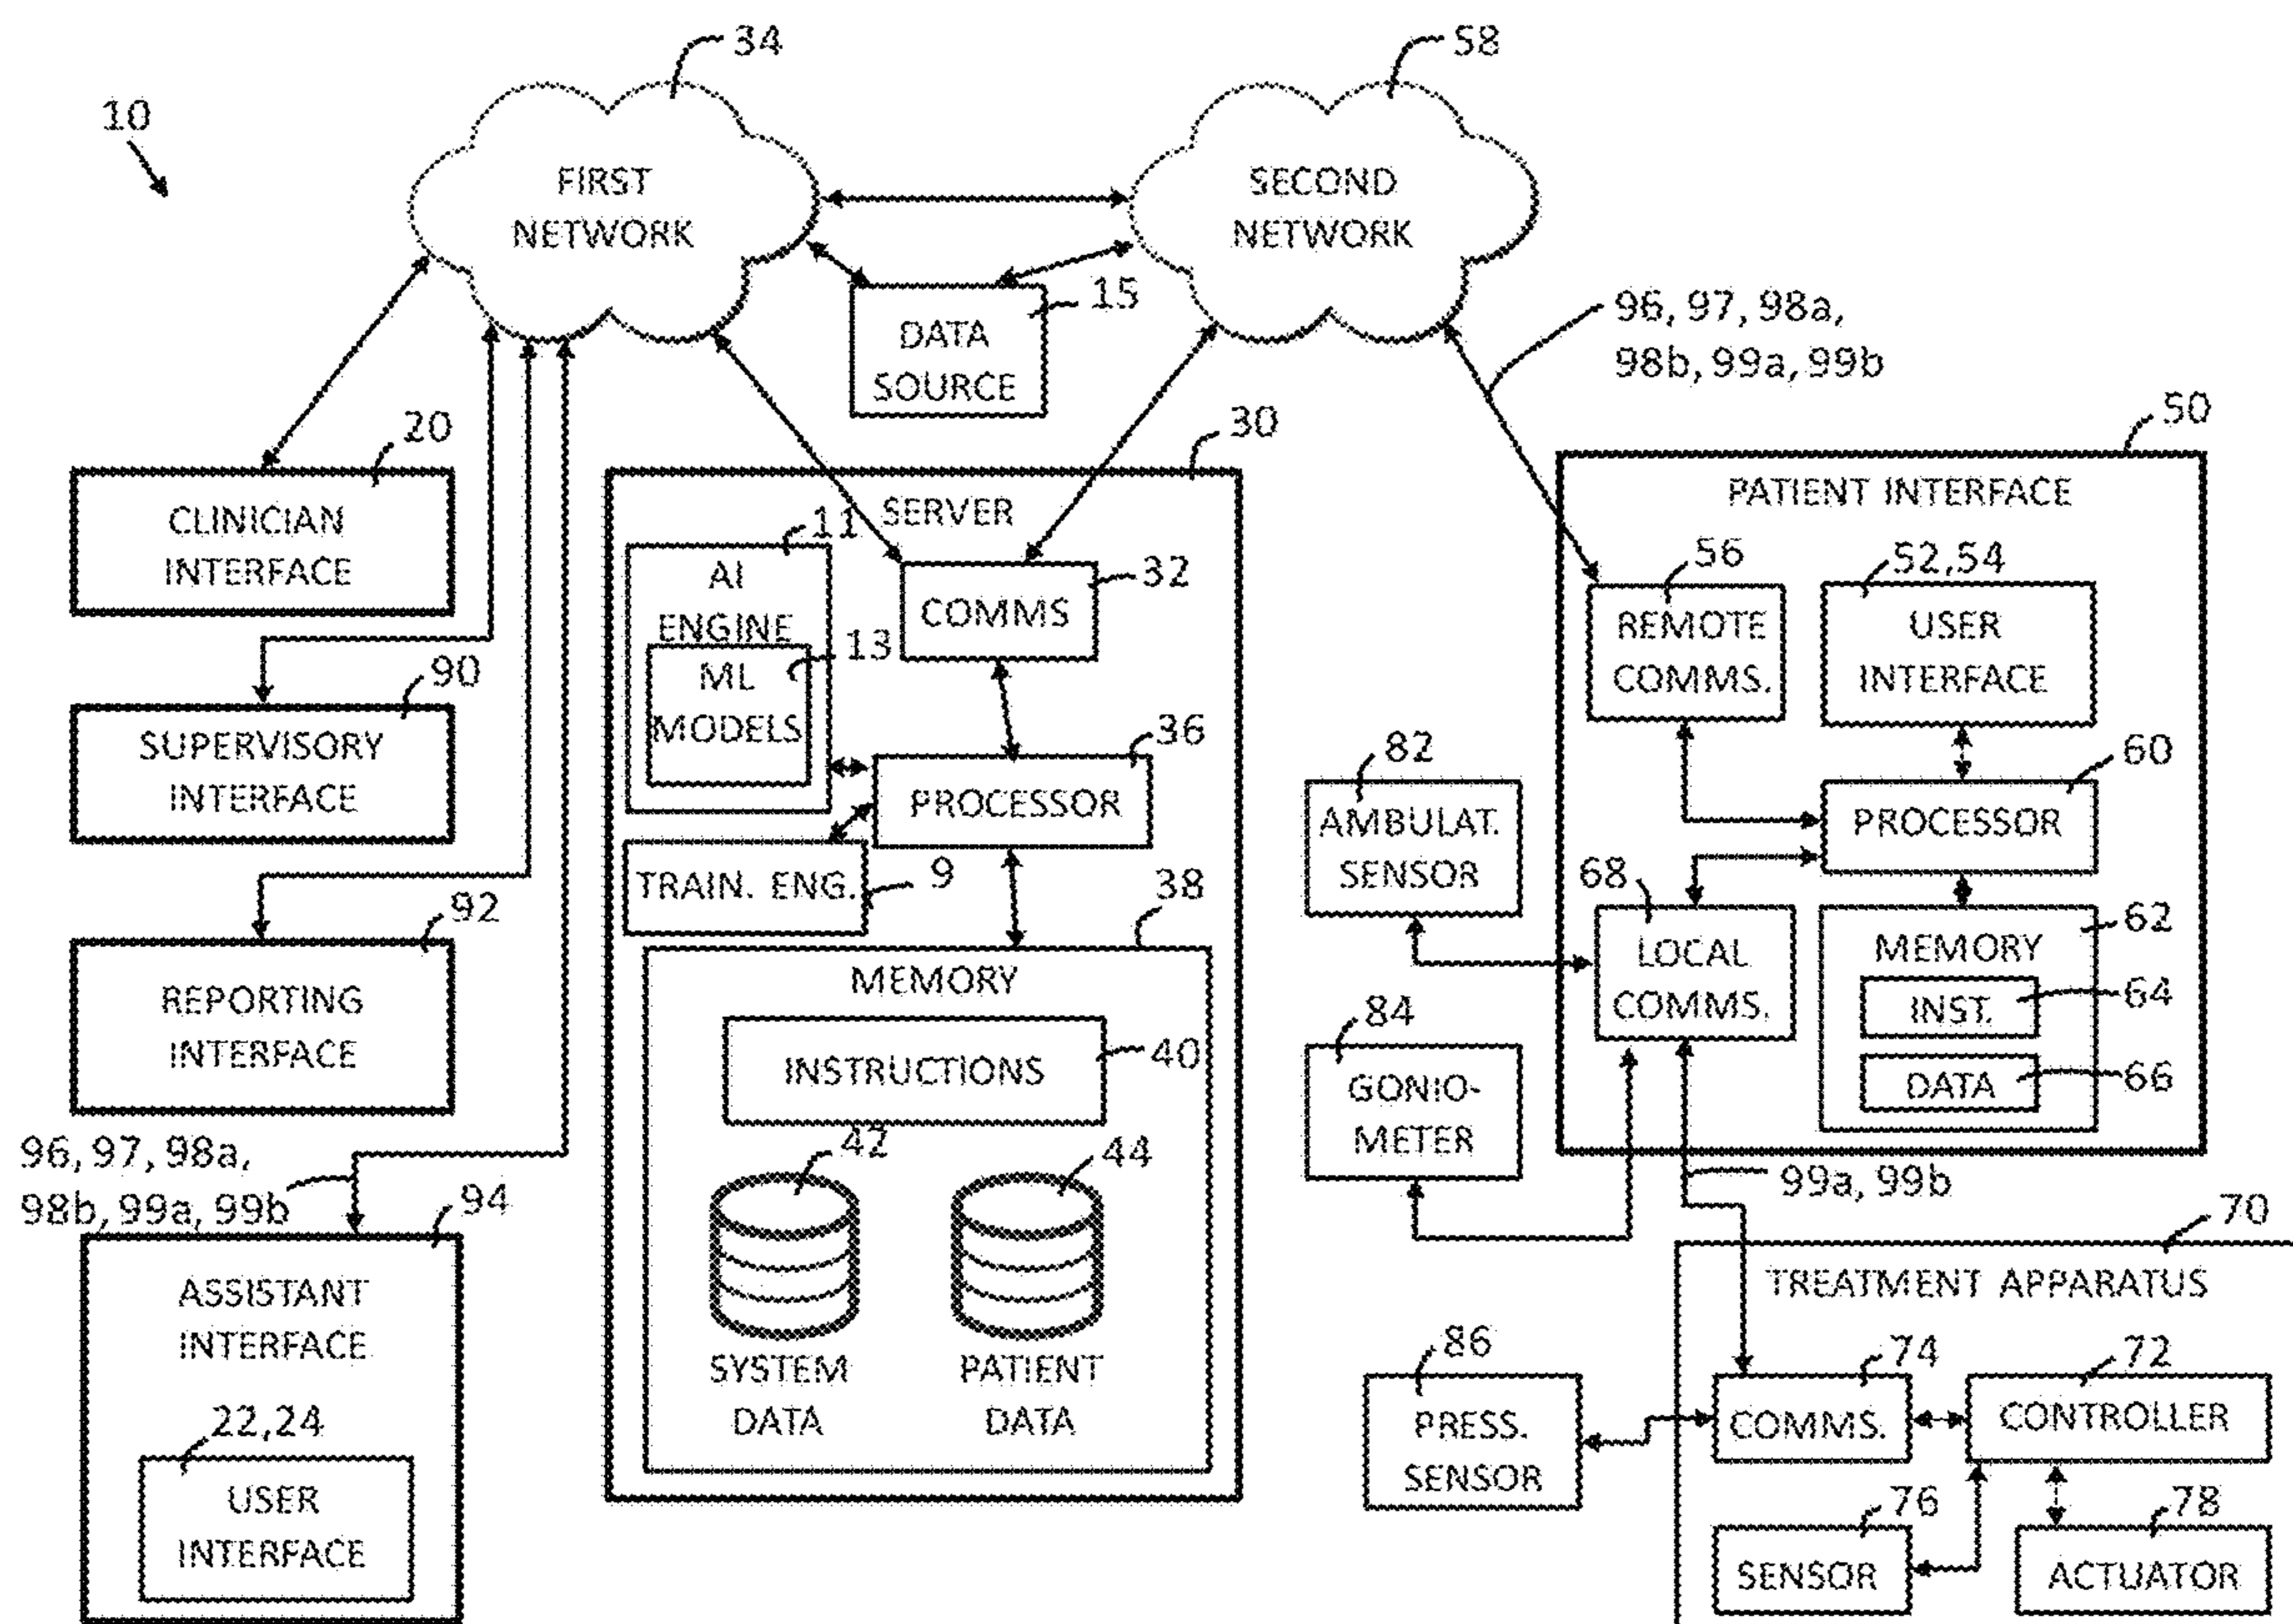 10
34
FIRST
NETWORK
58
SECOND
NETWORK
15
DATA
SOURCE
96, 97, 98a,
98b, 99a, 99b
20
CLINICIAN
INTERFACE
90
SUPERVISORY
INTERFACE
92
REPORTING
INTERFACE
96, 97, 98a,
98b, 99a, 99b
94
ASSISTANT
INTERFACE
22,24
USER
INTERFACE
30
SERVER
11
AI
ENGINE
13
ML
MODELS
32
COMMS
36
PROCESSOR
TRAIN. ENG.
9
38
MEMORY
INSTRUCTIONS
40
42
SYSTEM
DATA
44
PATIENT
DATA
50
PATIENT INTERFACE
56
REMOTE
COMMS.
52,54
USER
INTERFACE
60
PROCESSOR
68
LOCAL
COMMS.
62
MEMORY
64
INST.
66
DATA
82
AMBULAT.
SENSOR
84
GONIO-
METER
99a, 99b
70
TREATMENT APPARATUS
86
PRESS.
SENSOR
74
COMMS.
72
CONTROLLER
76
SENSOR
78
ACTUATOR